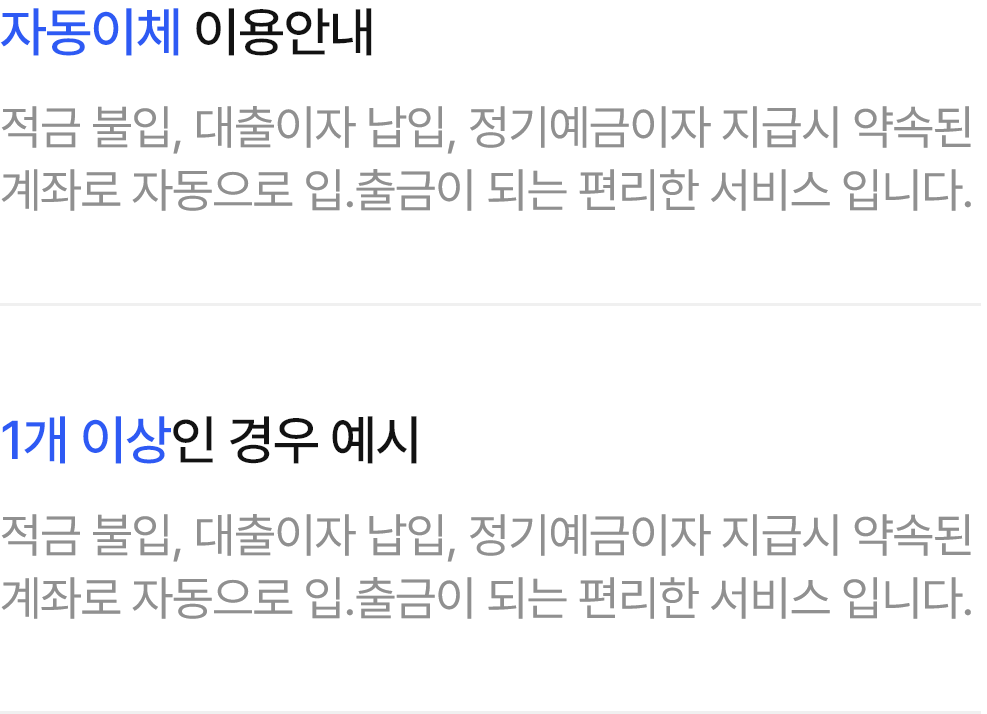 자동이체 이용안내
적금 불입, 대출이자 납입, 정기예금이자 지급시 약속된
계좌로 자동으로 입.출금이 되는 편리한 서비스 입니다.
1개 이상인 경우 예시
적금 불입, 대출이자 납입, 정기예금이자 지급시 약속된
계좌로 자동으로 입.출금이 되는 편리한 서비스 입니다.